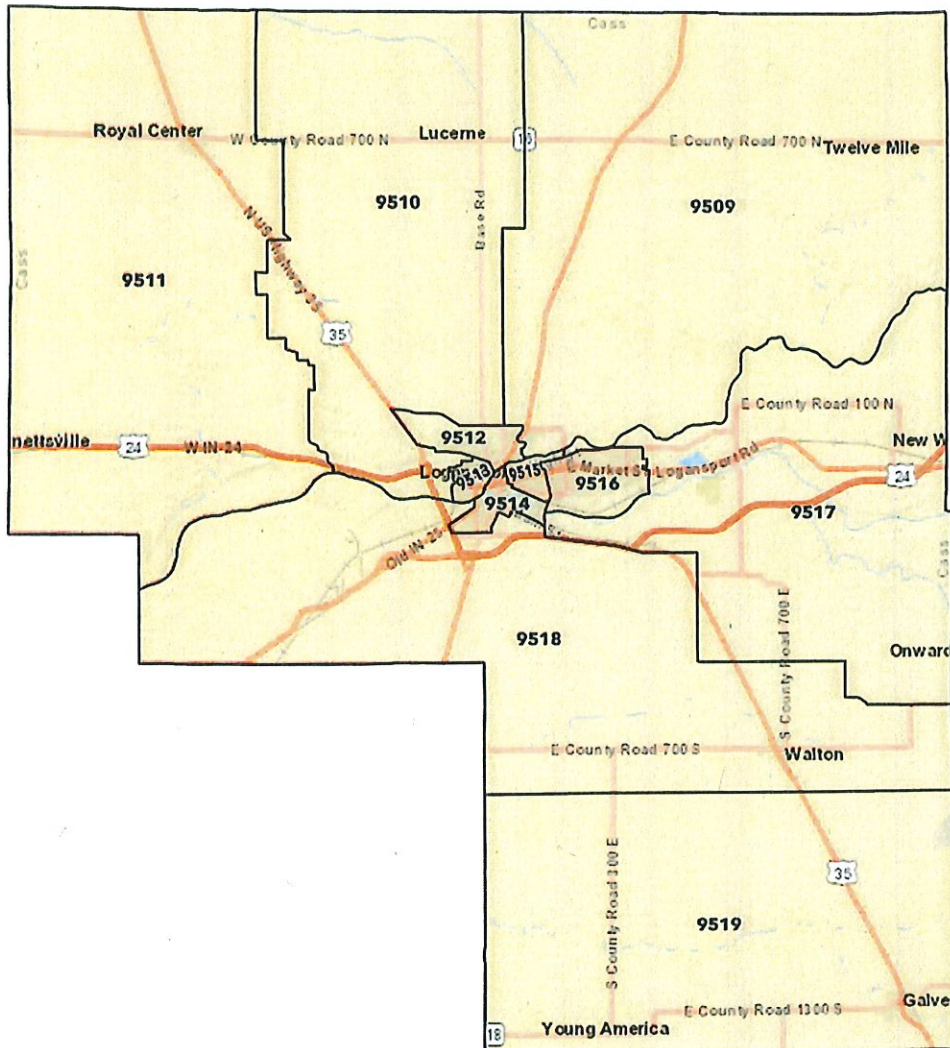 Cass
Royal Center
W County Road 700 N
Lucerne
16
E County Road 700 N
Twelve Mile
9510
Base Rd
9509
N US Highway 35
Cass
9511
35
E County Road 100 N
nettsville
24
W IN-24
9512
New W
Logan
9513
9515
E Market St
Logansport Rd
9516
24
9514
9517
Old IN-25
Cass
9518
S County Road 700 E
Onward
E County Road 700 S
Walton
S County Road 300 E
35
9519
E County Road 1300 S
Galve
18
Young America